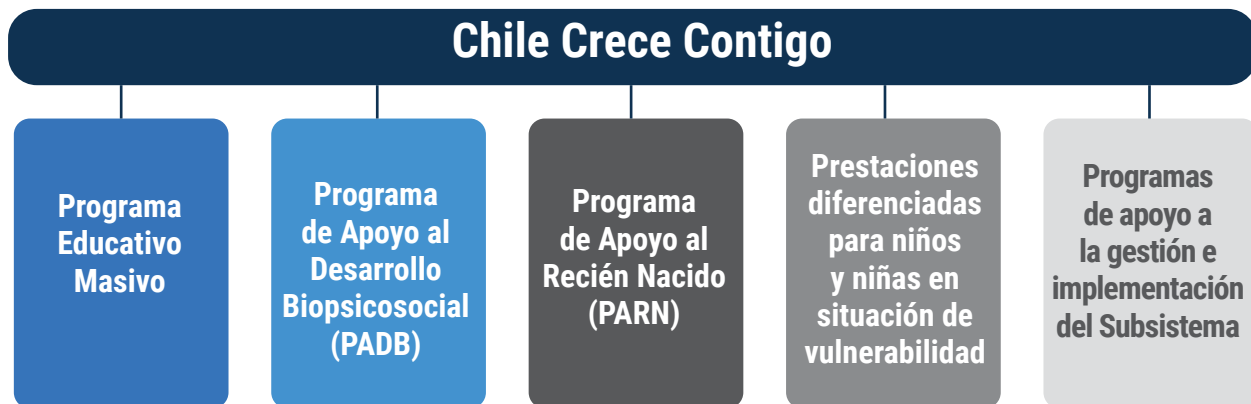 Chile Crece Contigo
Programa
Educativo
Masivo
Programa
de Apoyo al
Desarrollo
Biopsicosocial
(PADB)
Programa
de Apoyo al
Recién Nacido
(PARN)
Prestaciones
diferenciadas
para niños
y niñas en
situación de
vulnerabilidad
Programas
de apoyo a
la gestión e
implementación
del Subsistema